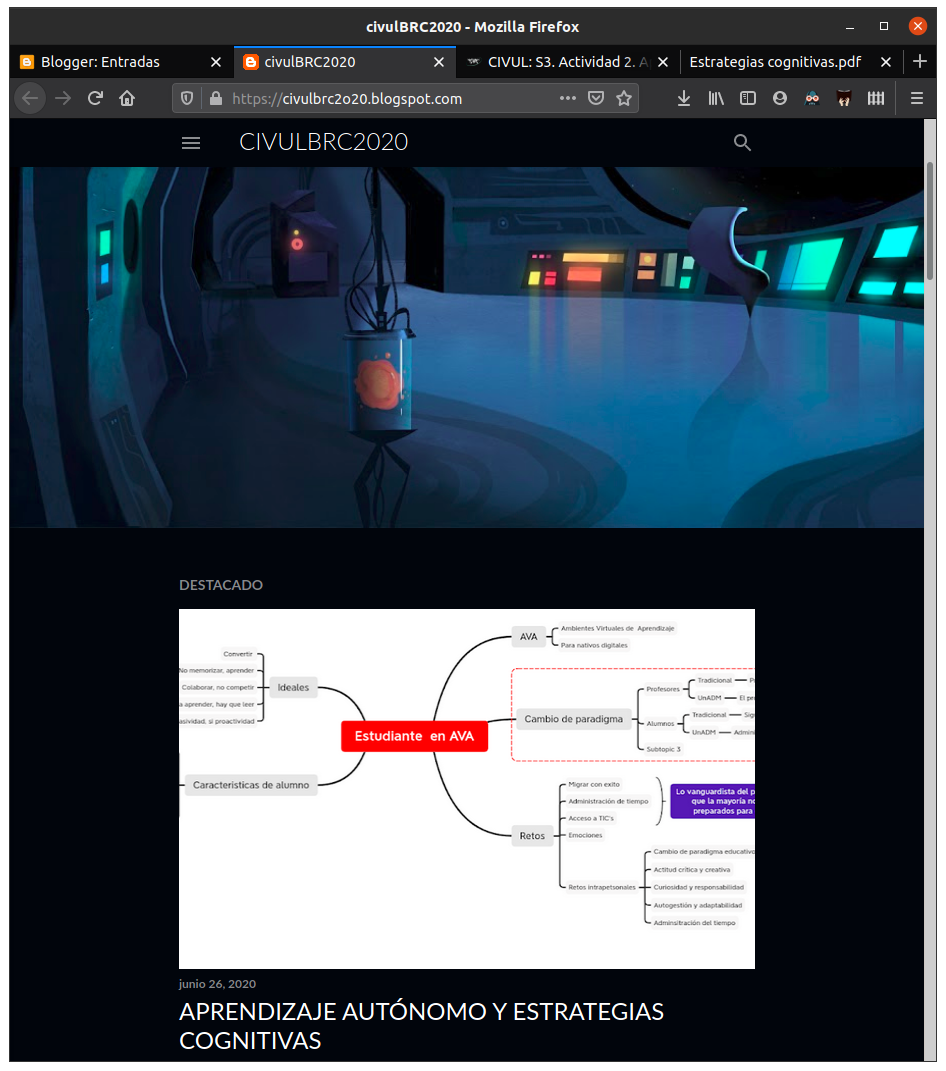 civulBRC2020 - Mozilla Firefox
Blogger: Entradas
civulBRC2020
CIVUL: S3. Actividad 2. A
Estrategias cognitivas.pdf
https://civulbrc2o20.blogspot.com
CIVULBRC2020
DESTACADO
Convertir
No memorizar, aprender
Colaborar, no competir
a aprender, hay que leer
asividad, si proactividad
Ideales
Caracteristicas de alumno
Estudiante en AVA
AVA
Ambientes Virtuales de Aprendizaje
Para nativos digitales
Cambio de paradigma
Profesores
Tradicional
UnADM
El pr
Alumnos
Tradicional
Sig
UnADM
Admini
Subtopic 3
Retos
Migrar con exito
Administración de tiempo
Acceso a TIC's
Emociones
Lo vanguardista del p
que la mayoría no
preparados para
Retos intrapetsonales
Cambio de paradigma educativo
Actitud crítica y creativa
Curiosidad y responsabilidad
Autogestión y adaptabilidad
Adminsitración del tiempo
junio 26, 2020
APRENDIZAJE AUTÓNOMO Y ESTRATEGIAS
COGNITIVAS